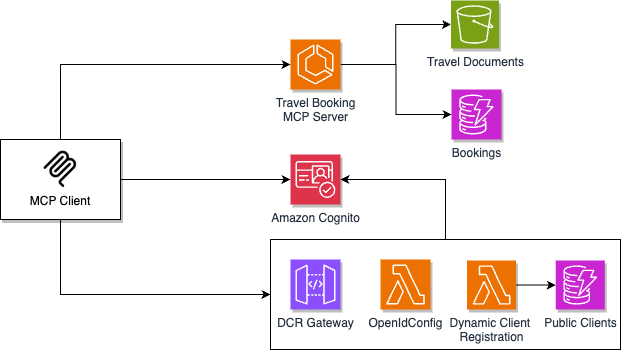 Travel Documents
Travel Booking
MCP Server
Bookings
MCP Client
Amazon Cognito
</>
DCR Gateway
OpenIdConfig
Dynamic Client
Registration
Public Clients